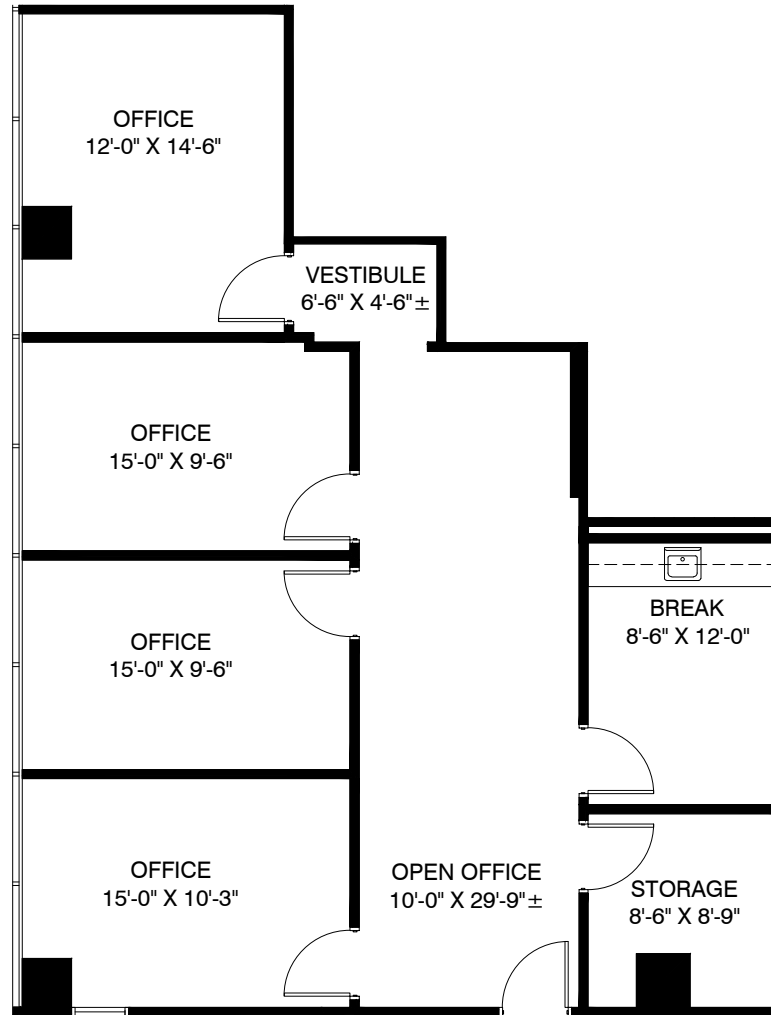 OFFICE
12'-0" X 14'-6"
VESTIBULE
6'-6" X 4'-6"±
OFFICE
15'-0" X 9'-6"
BREAK
8'-6" X 12'-0"
OFFICE
15'-0" X 9'-6"
OFFICE
15'-0" X 10'-3"
OPEN OFFICE
10'-0" X 29'-9"±
STORAGE
8'-6" X 8'-9"